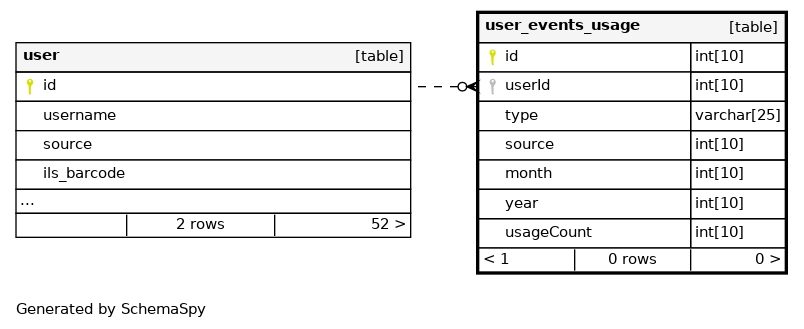 user [table]
id
username
source
ils_barcode
...
2 rows 52 >
user_events_usage [table]
id int[10]
userId int[10]
type varchar[25]
source int[10]
month int[10]
year int[10]
usageCount int[10]
< 1 0 rows 0 >
Generated by SchemaSpy